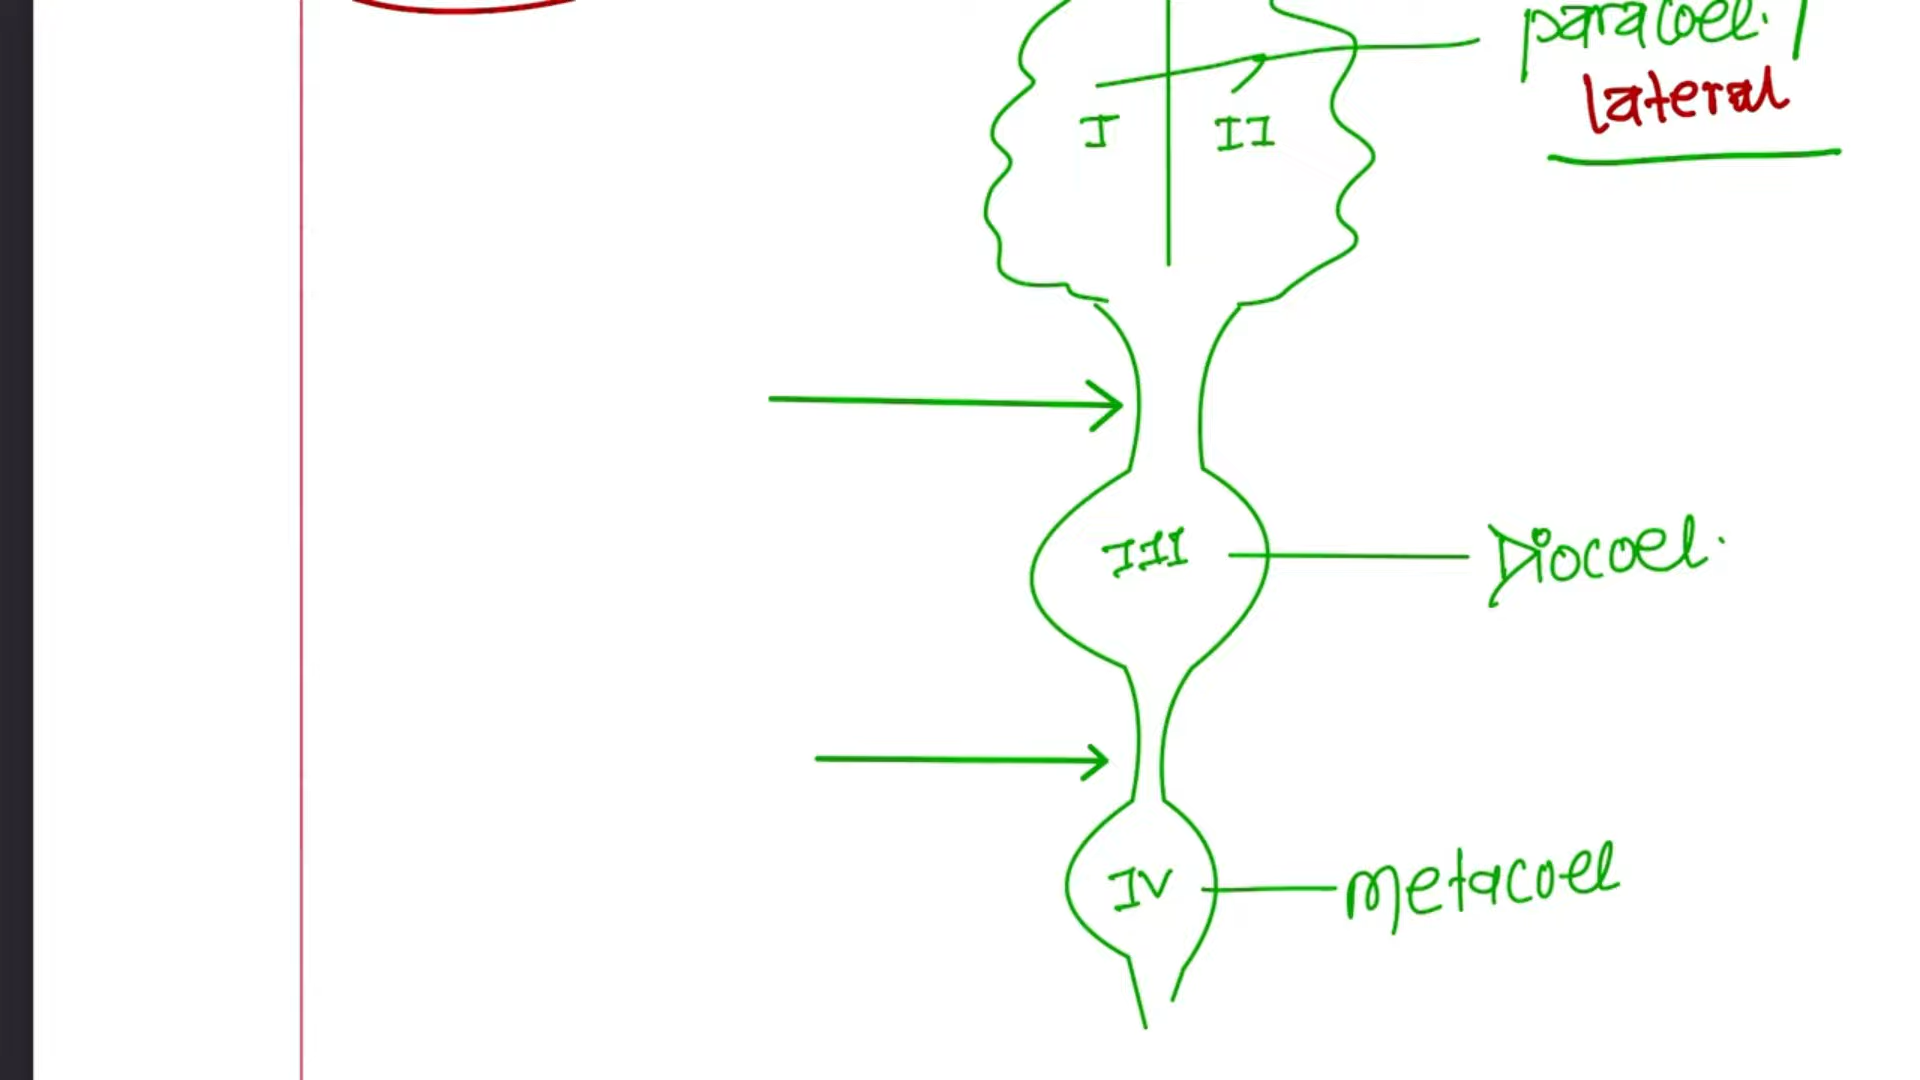 paracoel. /
lateral
I II
III Diocoel.
IV metacoel